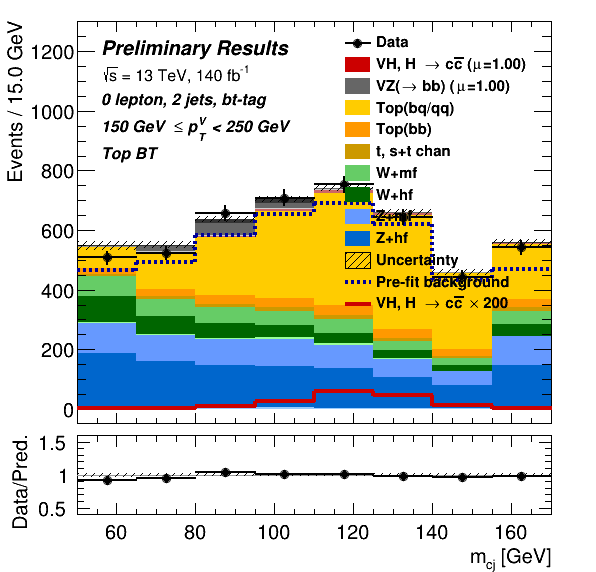 Events / 15.0 GeV
1200
1000
800
600
400
200
0
Preliminary Results
√s = 13 TeV, 140 fb⁻¹
0 lepton, 2 jets, bt-tag
150 GeV ≤ p_T^V < 250 GeV
Top BT
Data
VH, H → cc̅ (μ=1.00)
VZ(→ bb) (μ=1.00)
Top(bq/qq)
Top(bb)
t, s+t chan
W+mf
W+hf
Z+mf
Z+hf
Uncertainty
Pre-fit background
VH, H → cc̅ × 200
Data/Pred.
1.5
1
0.5
60 80 100 120 140 160
m_cj [GeV]